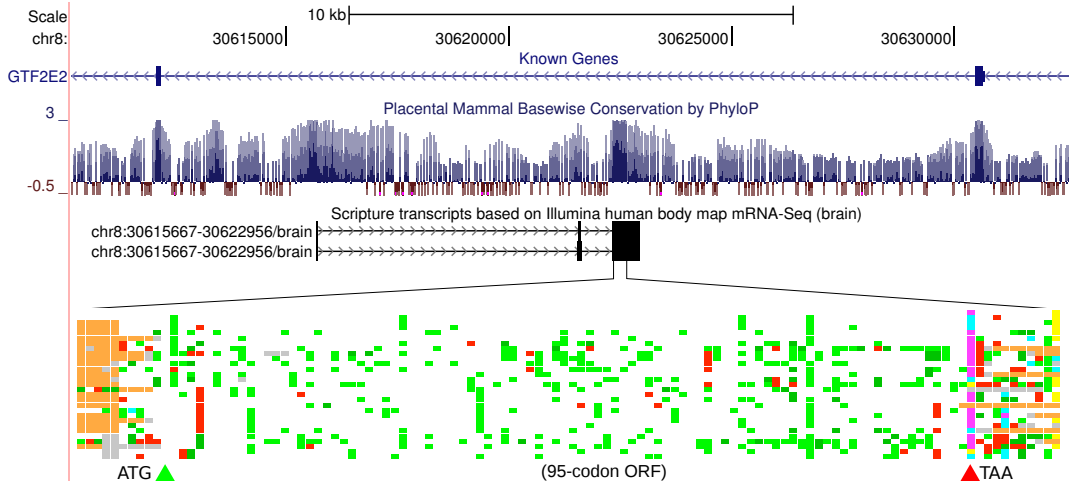 Scale
10 kb
chr8:
30615000
30620000
30625000
30630000
Known Genes
GTF2E2
Placental Mammal Basewise Conservation by PhyloP
3 _
-0.5 _
Scripture transcripts based on Illumina human body map mRNA-Seq (brain)
chr8:30615667-30622956/brain
chr8:30615667-30622956/brain
ATG
(95-codon ORF)
TAA